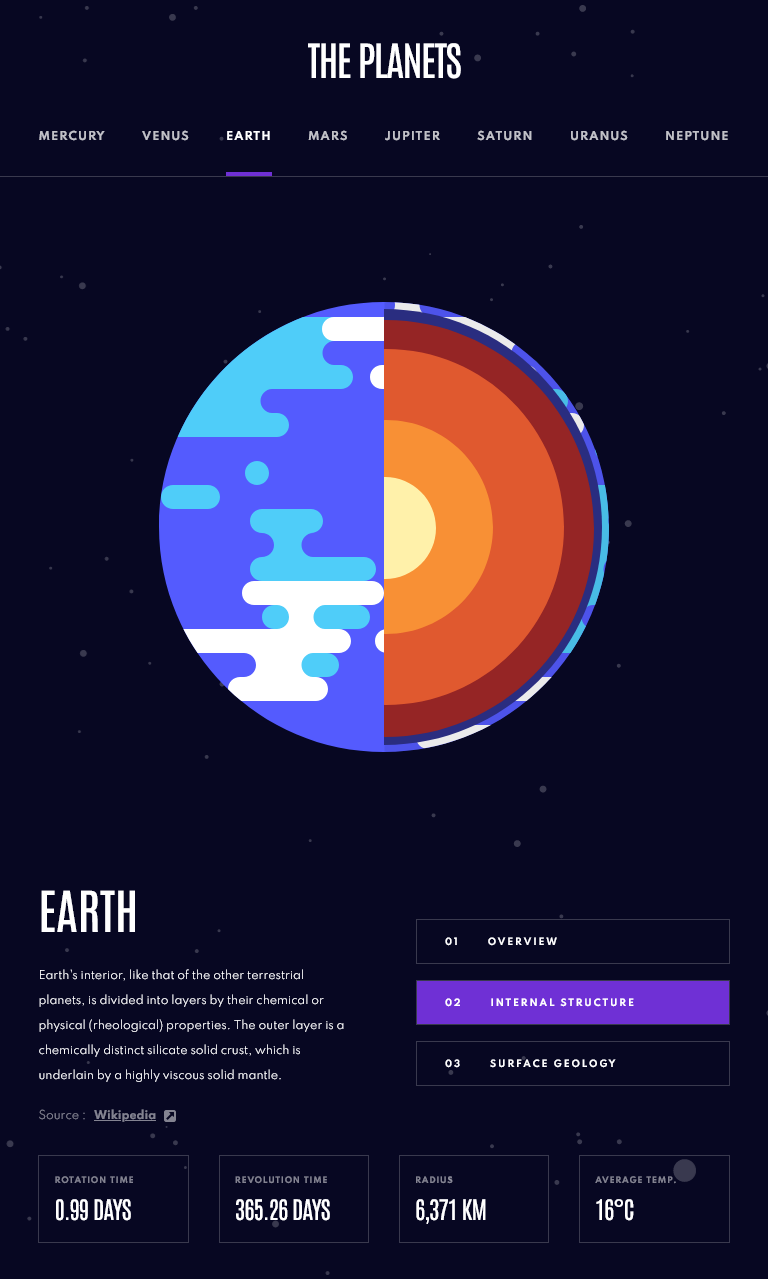 THE PLANETS
MERCURY VENUS EARTH MARS JUPITER SATURN URANUS NEPTUNE
EARTH
Earth's interior, like that of the other terrestrial
planets, is divided into layers by their chemical or
physical (rheological) properties. The outer layer is a
chemically distinct silicate solid crust, which is
underlain by a highly viscous solid mantle.
Source : Wikipedia
01 OVERVIEW
02 INTERNAL STRUCTURE
03 SURFACE GEOLOGY
ROTATION TIME
0.99 DAYS
REVOLUTION TIME
365.26 DAYS
RADIUS
6,371 KM
AVERAGE TEMP.
16°C